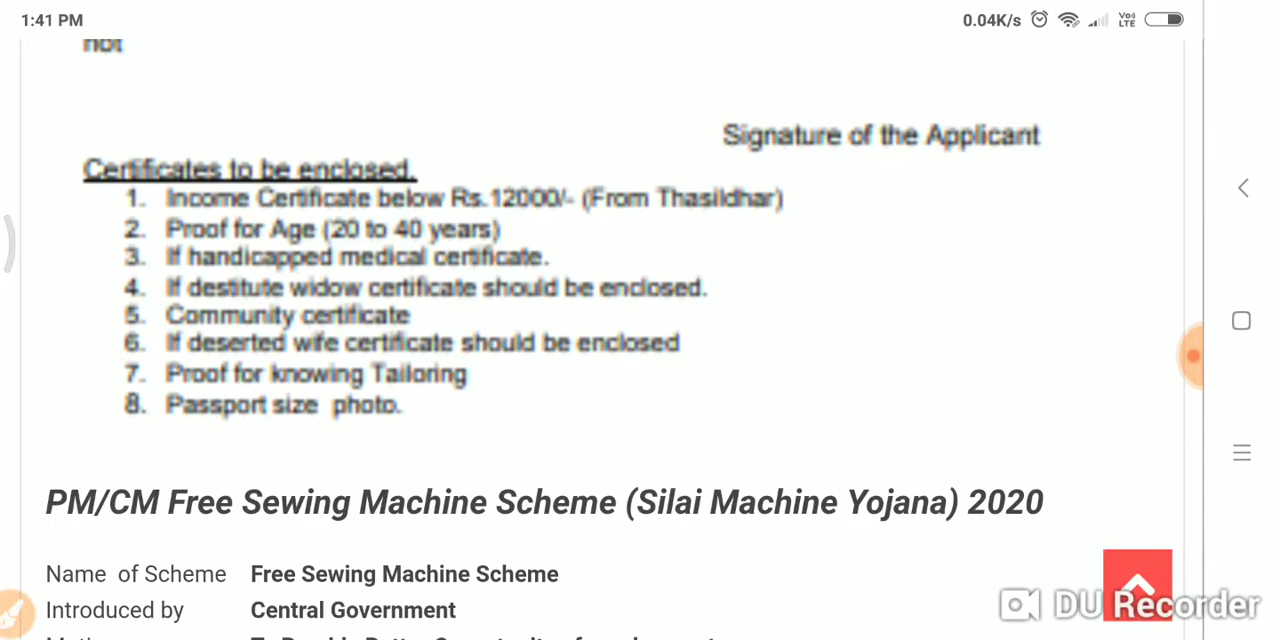 1:41 PM
0.04K/s
Vo)) LTE
not
Signature of the Applicant
Certificates to be enclosed.
1. Income Certificate below Rs.12000/- (From Thasildhar)
2. Proof for Age (20 to 40 years)
3. If handicapped medical certificate.
4. If destitute widow certificate should be enclosed.
5. Community certificate
6. If deserted wife certificate should be enclosed
7. Proof for knowing Tailoring
8. Passport size photo.
PM/CM Free Sewing Machine Scheme (Silai Machine Yojana) 2020
Name of Scheme Free Sewing Machine Scheme
Introduced by Central Government
DU Recorder